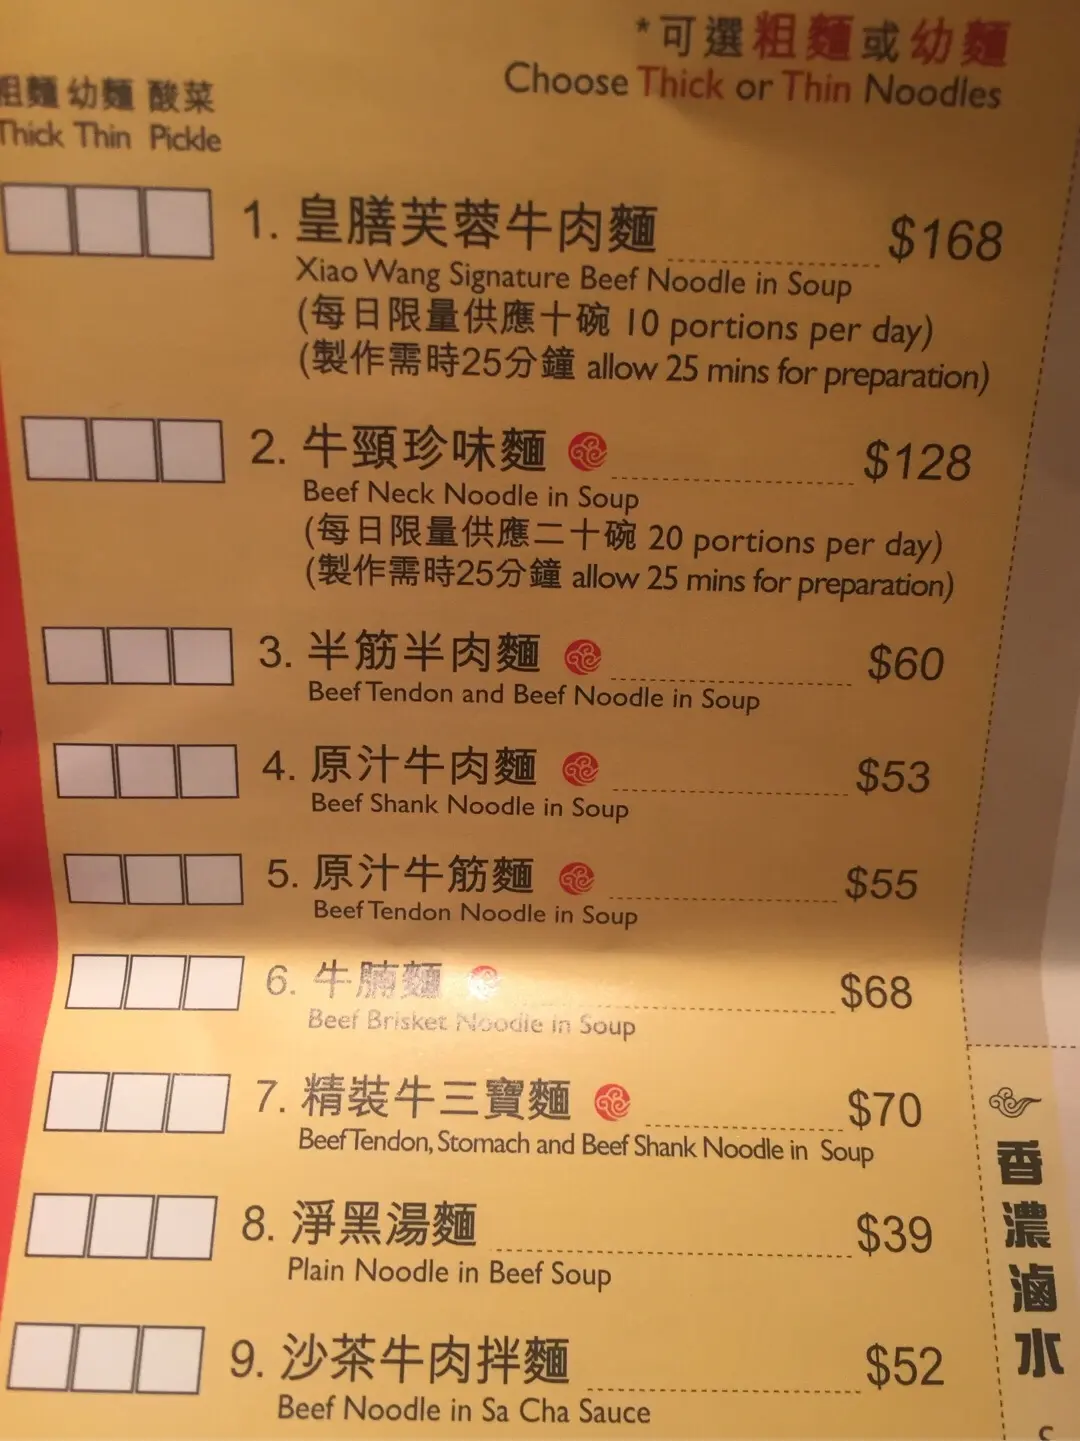 *可選粗麵或幼麵
Choose Thick or Thin Noodles
粗麵 幼麵 酸菜
Thick Thin Pickle
1. 皇膳芙蓉牛肉麵 $168
Xiao Wang Signature Beef Noodle in Soup
(每日限量供應十碗 10 portions per day)
(製作需時25分鐘 allow 25 mins for preparation)
2. 牛頸珍味麵 $128
Beef Neck Noodle in Soup
(每日限量供應二十碗 20 portions per day)
(製作需時25分鐘 allow 25 mins for preparation)
3. 半筋半肉麵 $60
Beef Tendon and Beef Noodle in Soup
4. 原汁牛肉麵 $53
Beef Shank Noodle in Soup
5. 原汁牛筋麵 $55
Beef Tendon Noodle in Soup
6. 牛腩麵 $68
Beef Brisket Noodle in Soup
7. 精裝牛三寶麵 $70
Beef Tendon, Stomach and Beef Shank Noodle in Soup
8. 淨黑湯麵 $39
Plain Noodle in Beef Soup
9. 沙茶牛肉拌麵 $52
Beef Noodle in Sa Cha Sauce
香濃滷水